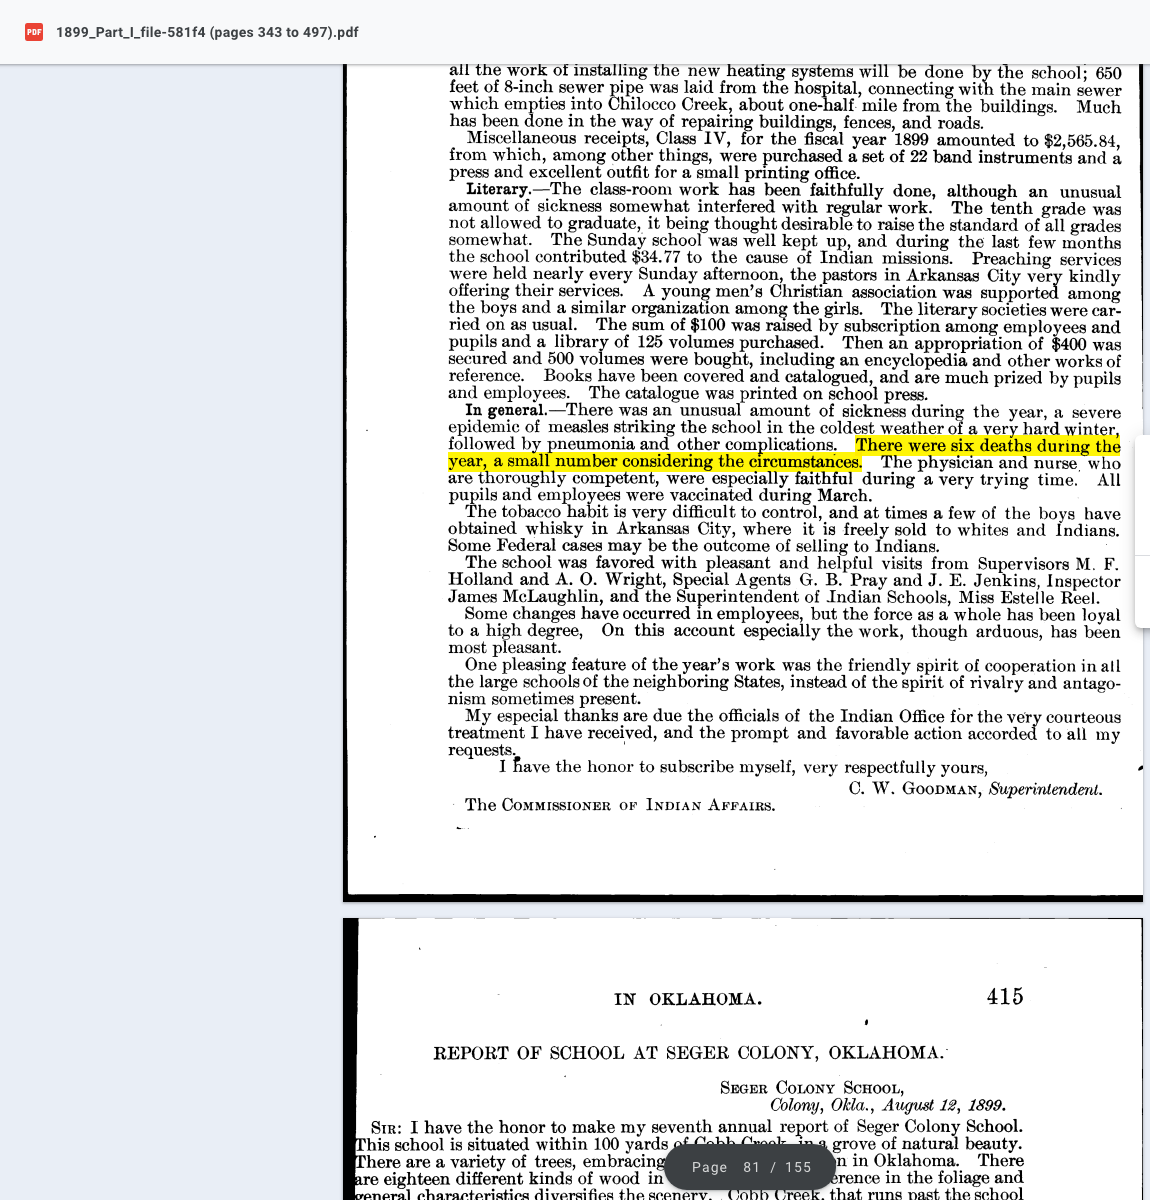 PDF 1899_Part_I_file-581f4 (pages 343 to 497).pdf
all the work of installing the new heating systems will be done by the school; 650
feet of 8-inch sewer pipe was laid from the hospital, connecting with the main sewer
which empties into Chilocco Creek, about one-half mile from the buildings. Much
has been done in the way of repairing buildings, fences, and roads.
Miscellaneous receipts, Class IV, for the fiscal year 1899 amounted to $2,565.84,
from which, among other things, were purchased a set of 22 band instruments and a
press and excellent outfit for a small printing office.
Literary.—The class-room work has been faithfully done, although an unusual
amount of sickness somewhat interfered with regular work. The tenth grade was
not allowed to graduate, it being thought desirable to raise the standard of all grades
somewhat. The Sunday school was well kept up, and during the last few months
the school contributed $34.77 to the cause of Indian missions. Preaching services
were held nearly every Sunday afternoon, the pastors in Arkansas City very kindly
offering their services. A young men's Christian association was supported among
the boys and a similar organization among the girls. The literary societies were car-
ried on as usual. The sum of $100 was raised by subscription among employees and
pupils and a library of 125 volumes purchased. Then an appropriation of $400 was
secured and 500 volumes were bought, including an encyclopedia and other works of
reference. Books have been covered and catalogued, and are much prized by pupils
and employees. The catalogue was printed on school press.
In general.—There was an unusual amount of sickness during the year, a severe
epidemic of measles striking the school in the coldest weather of a very hard winter,
followed by pneumonia and other complications. There were six deaths during the
year, a small number considering the circumstances. The physician and nurse who
are thoroughly competent, were especially faithful during a very trying time. All
pupils and employees were vaccinated during March.
The tobacco habit is very difficult to control, and at times a few of the boys have
obtained whisky in Arkansas City, where it is freely sold to whites and Indians.
Some Federal cases may be the outcome of selling to Indians.
The school was favored with pleasant and helpful visits from Supervisors M. F.
Holland and A. O. Wright, Special Agents G. B. Pray and J. E. Jenkins, Inspector
James McLaughlin, and the Superintendent of Indian Schools, Miss Estelle Reel.
Some changes have occurred in employees, but the force as a whole has been loyal
to a high degree, On this account especially the work, though arduous, has been
most pleasant.
One pleasing feature of the year's work was the friendly spirit of cooperation in all
the large schools of the neighboring States, instead of the spirit of rivalry and antago-
nism sometimes present.
My especial thanks are due the officials of the Indian Office for the very courteous
treatment I have received, and the prompt and favorable action accorded to all my
requests.
I have the honor to subscribe myself, very respectfully yours,
C. W. GOODMAN, Superintendent.
The COMMISSIONER OF INDIAN AFFAIRS.
IN OKLAHOMA. 415
REPORT OF SCHOOL AT SEGER COLONY, OKLAHOMA.
SEGER COLONY SCHOOL,
Colony, Okla., August 12, 1899.
SIR: I have the honor to make my seventh annual report of Seger Colony School.
This school is situated within 100 yards of Cobb Creek, in a grove of natural beauty.
There are a variety of trees, embracing n in Oklahoma. There
are eighteen different kinds of wood in erence in the foliage and
general characteristics diversifies the scenery. Cobb Creek, that runs past the school
Page 81 / 155